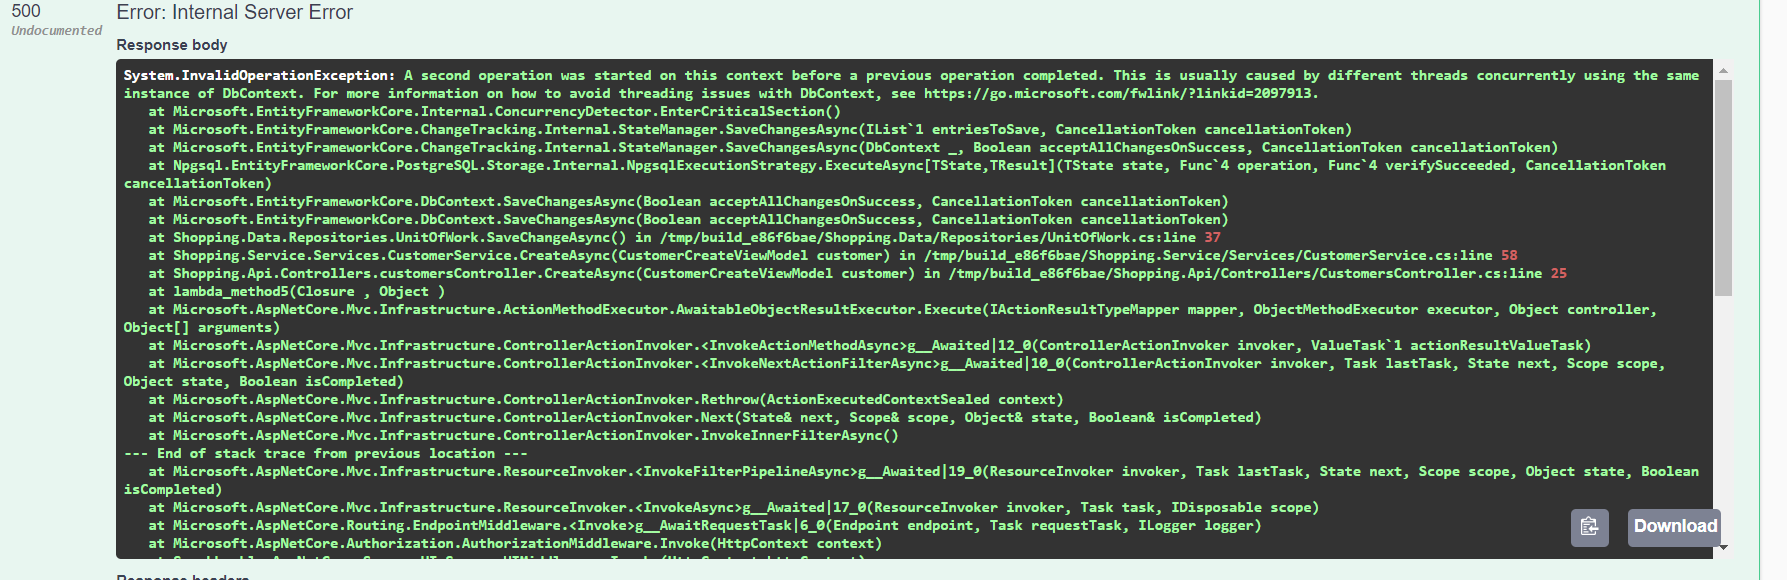 500
Undocumented
Error: Internal Server Error
Response body
System.InvalidOperationException: A second operation was started on this context before a previous operation completed. This is usually caused by different threads concurrently using the same
instance of DbContext. For more information on how to avoid threading issues with DbContext, see https://go.microsoft.com/fwlink/?linkid=2097913.
   at Microsoft.EntityFrameworkCore.Internal.ConcurrencyDetector.EnterCriticalSection()
   at Microsoft.EntityFrameworkCore.ChangeTracking.Internal.StateManager.SaveChangesAsync(IList`1 entriesToSave, CancellationToken cancellationToken)
   at Microsoft.EntityFrameworkCore.ChangeTracking.Internal.StateManager.SaveChangesAsync(DbContext _, Boolean acceptAllChangesOnSuccess, CancellationToken cancellationToken)
   at Npgsql.EntityFrameworkCore.PostgreSQL.Storage.Internal.NpgsqlExecutionStrategy.ExecuteAsync[TState,TResult](TState state, Func`4 operation, Func`4 verifySucceeded, CancellationToken
cancellationToken)
   at Microsoft.EntityFrameworkCore.DbContext.SaveChangesAsync(Boolean acceptAllChangesOnSuccess, CancellationToken cancellationToken)
   at Microsoft.EntityFrameworkCore.DbContext.SaveChangesAsync(Boolean acceptAllChangesOnSuccess, CancellationToken cancellationToken)
   at Shopping.Data.Repositories.UnitOfWork.SaveChangeAsync() in /tmp/build_e86f6bae/Shopping.Data/Repositories/UnitOfWork.cs:line 37
   at Shopping.Service.Services.CustomerService.CreateAsync(CustomerCreateViewModel customer) in /tmp/build_e86f6bae/Shopping.Service/Services/CustomerService.cs:line 58
   at Shopping.Api.Controllers.customersController.CreateAsync(CustomerCreateViewModel customer) in /tmp/build_e86f6bae/Shopping.Api/Controllers/CustomersController.cs:line 25
   at lambda_method5(Closure , Object )
   at Microsoft.AspNetCore.Mvc.Infrastructure.ActionMethodExecutor.AwaitableObjectResultExecutor.Execute(IActionResultTypeMapper mapper, ObjectMethodExecutor executor, Object controller,
Object[] arguments)
   at Microsoft.AspNetCore.Mvc.Infrastructure.ControllerActionInvoker.<InvokeActionMethodAsync>g__Awaited|12_0(ControllerActionInvoker invoker, ValueTask`1 actionResultValueTask)
   at Microsoft.AspNetCore.Mvc.Infrastructure.ControllerActionInvoker.<InvokeNextActionFilterAsync>g__Awaited|10_0(ControllerActionInvoker invoker, Task lastTask, State next, Scope scope,
Object state, Boolean isCompleted)
   at Microsoft.AspNetCore.Mvc.Infrastructure.ControllerActionInvoker.Rethrow(ActionExecutedContextSealed context)
   at Microsoft.AspNetCore.Mvc.Infrastructure.ControllerActionInvoker.Next(State& next, Scope& scope, Object& state, Boolean& isCompleted)
   at Microsoft.AspNetCore.Mvc.Infrastructure.ControllerActionInvoker.InvokeInnerFilterAsync()
--- End of stack trace from previous location ---
   at Microsoft.AspNetCore.Mvc.Infrastructure.ResourceInvoker.<InvokeFilterPipelineAsync>g__Awaited|19_0(ResourceInvoker invoker, Task lastTask, State next, Scope scope, Object state, Boolean
isCompleted)
   at Microsoft.AspNetCore.Mvc.Infrastructure.ResourceInvoker.<InvokeAsync>g__Awaited|17_0(ResourceInvoker invoker, Task task, IDisposable scope)
   at Microsoft.AspNetCore.Routing.EndpointMiddleware.<Invoke>g__AwaitRequestTask|6_0(Endpoint endpoint, Task requestTask, ILogger logger)
   at Microsoft.AspNetCore.Authorization.AuthorizationMiddleware.Invoke(HttpContext context)
Download
Response headers